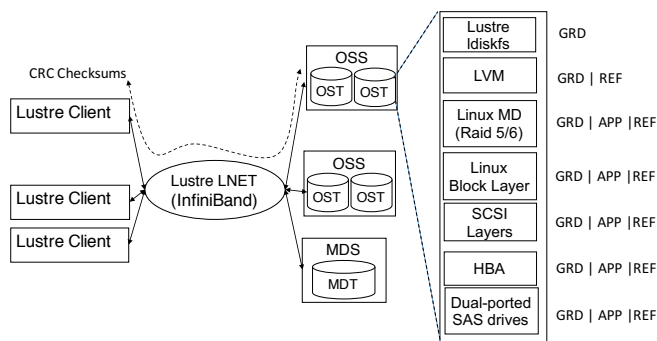 CRC Checksums
Lustre Client
Lustre Client
Lustre Client
Lustre LNET
(InfiniBand)
OSS
OST
OST
OSS
OST
OST
MDS
MDT
Lustre
ldiskfs
GRD
LVM
GRD | REF
Linux MD
(Raid 5/6)
GRD | APP |REF
Linux
Block Layer
GRD | APP |REF
SCSI
Layers
GRD | APP |REF
HBA
GRD | APP |REF
Dual-ported
SAS drives
GRD | APP |REF